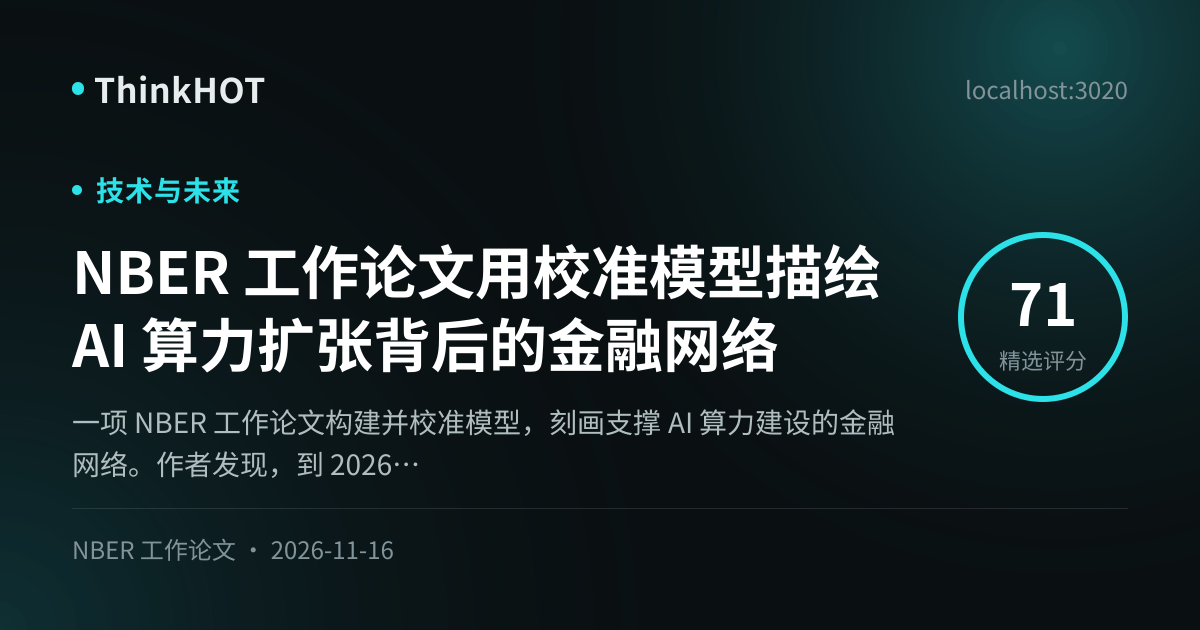 ThinkHOT
localhost:3020
技术与未来
NBER 工作论文用校准模型描绘
AI 算力扩张背后的金融网络
71
精选评分
一项 NBER 工作论文构建并校准模型，刻画支撑 AI 算力建设的金融
网络。作者发现，到 2026…
NBER 工作论文 · 2026-11-16